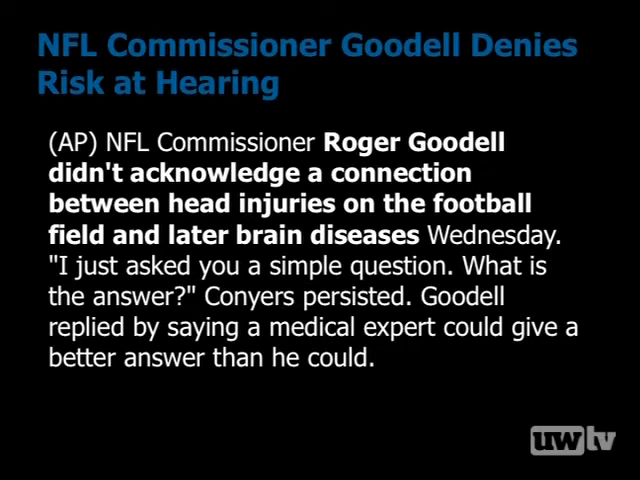 NFL Commissioner Goodell Denies
Risk at Hearing
(AP) NFL Commissioner Roger Goodell
didn't acknowledge a connection
between head injuries on the football
field and later brain diseases Wednesday.
"I just asked you a simple question. What is
the answer?" Conyers persisted. Goodell
replied by saying a medical expert could give a
better answer than he could.
uwtv